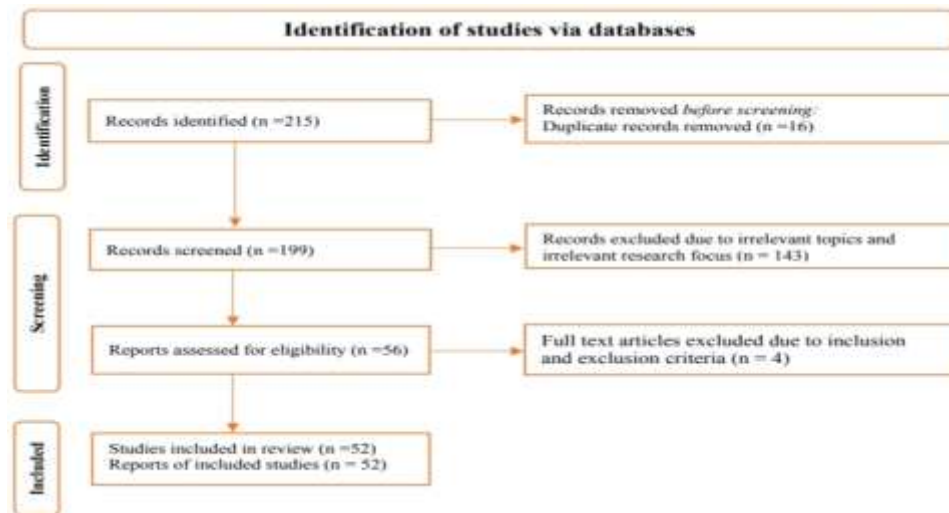 Identification of studies via databases
Identification
Records identified (n =215)
Records removed before screening:
Duplicate records removed (n =16)
Screening
Records screened (n =199)
Records excluded due to irrelevant topics and
irrelevant research focus (n = 143)
Reports assessed for eligibility (n =56)
Full text articles excluded due to inclusion
and exclusion criteria (n = 4)
Included
Studies included in review (n =52)
Reports of included studies (n = 52)